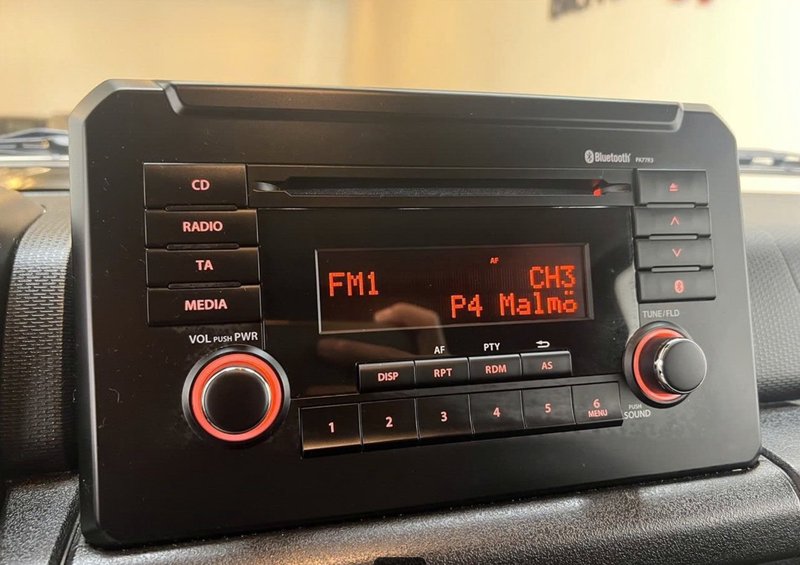 Bluetooth PA77R3
CD
RADIO
TA
MEDIA
AF
FM1 CH3
P4 Malmö
VOL PUSH PWR
TUNE/FLD
AF PTY
DISP RPT RDM AS
1 2 3 4 5 6 MENU
PUSH SOUND